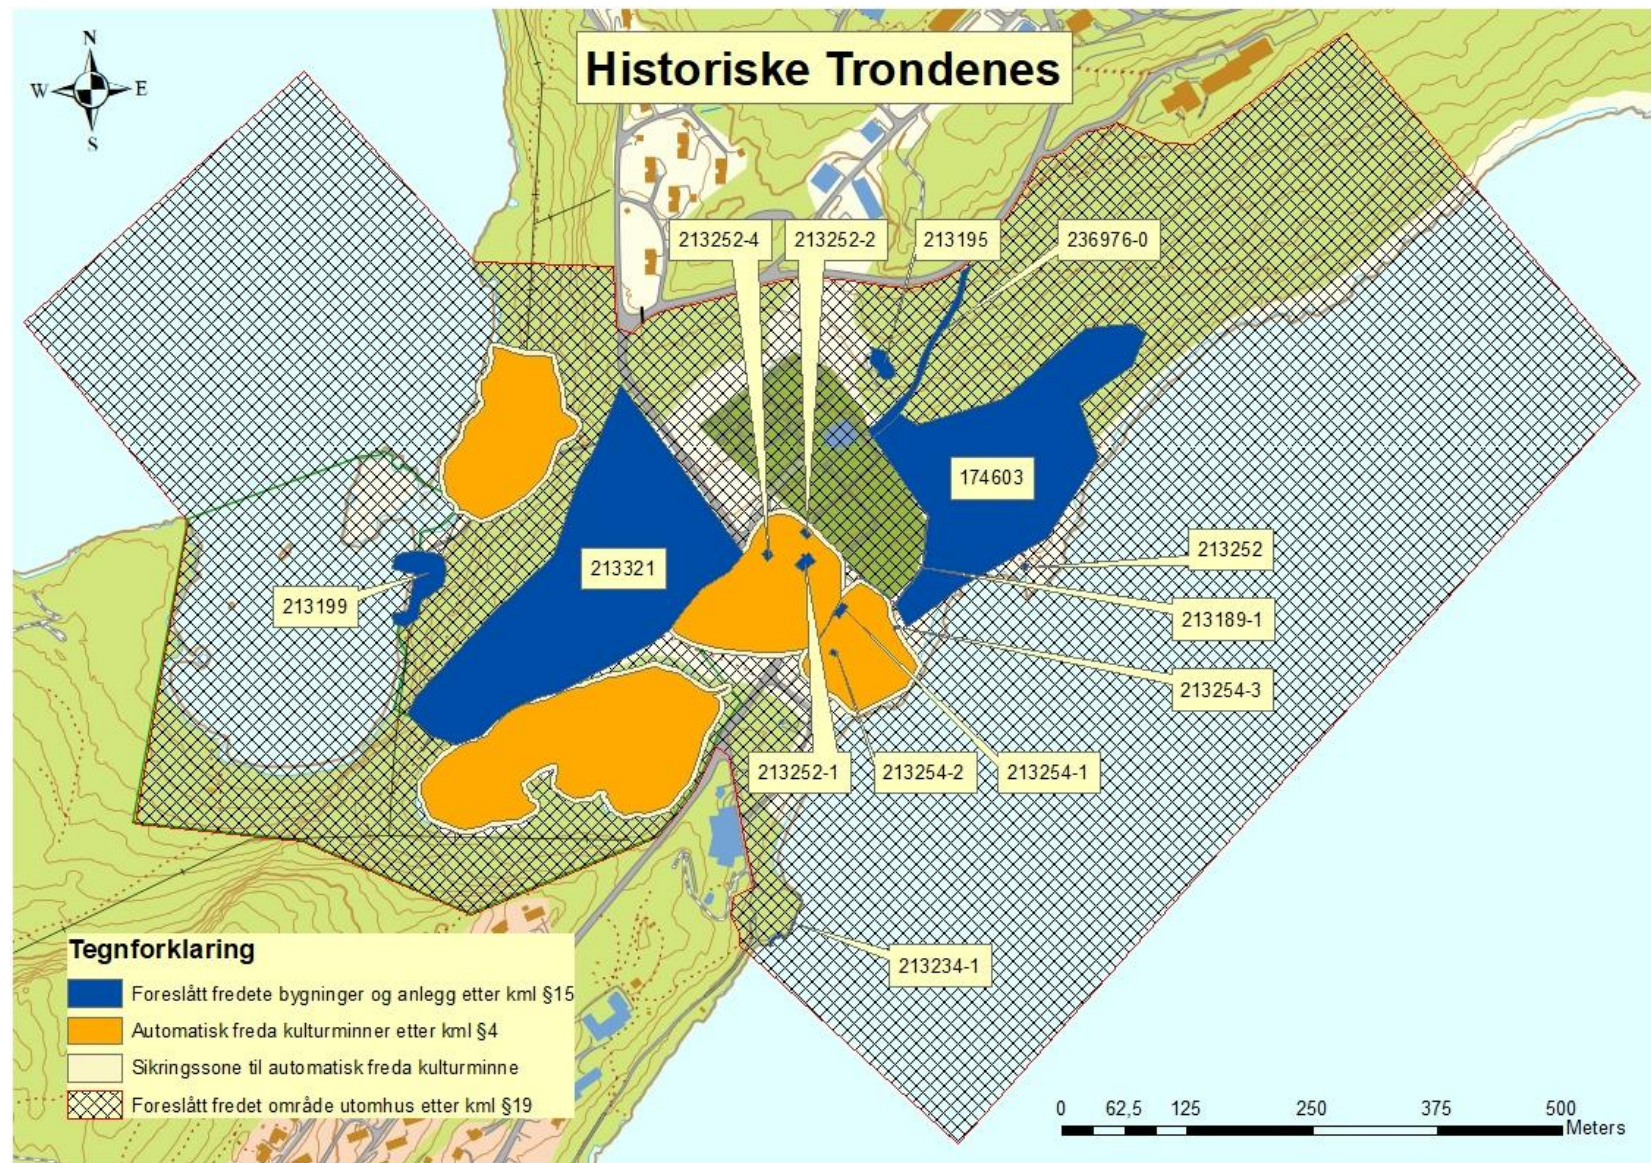 Historiske Trondenes
N
W E
S
213252-4
213252-2
213195
236976-0
174603
213252
213321
213199
213189-1
213254-3
213252-1
213254-2
213254-1
213234-1
Tegnforklaring
Foreslått fredete bygninger og anlegg etter kml §15
Automatisk freda kulturminner etter kml §4
Sikringssone til automatisk freda kulturminne
Foreslått fredet område utomhus etter kml §19
0 62,5 125 250 375 500
Meters